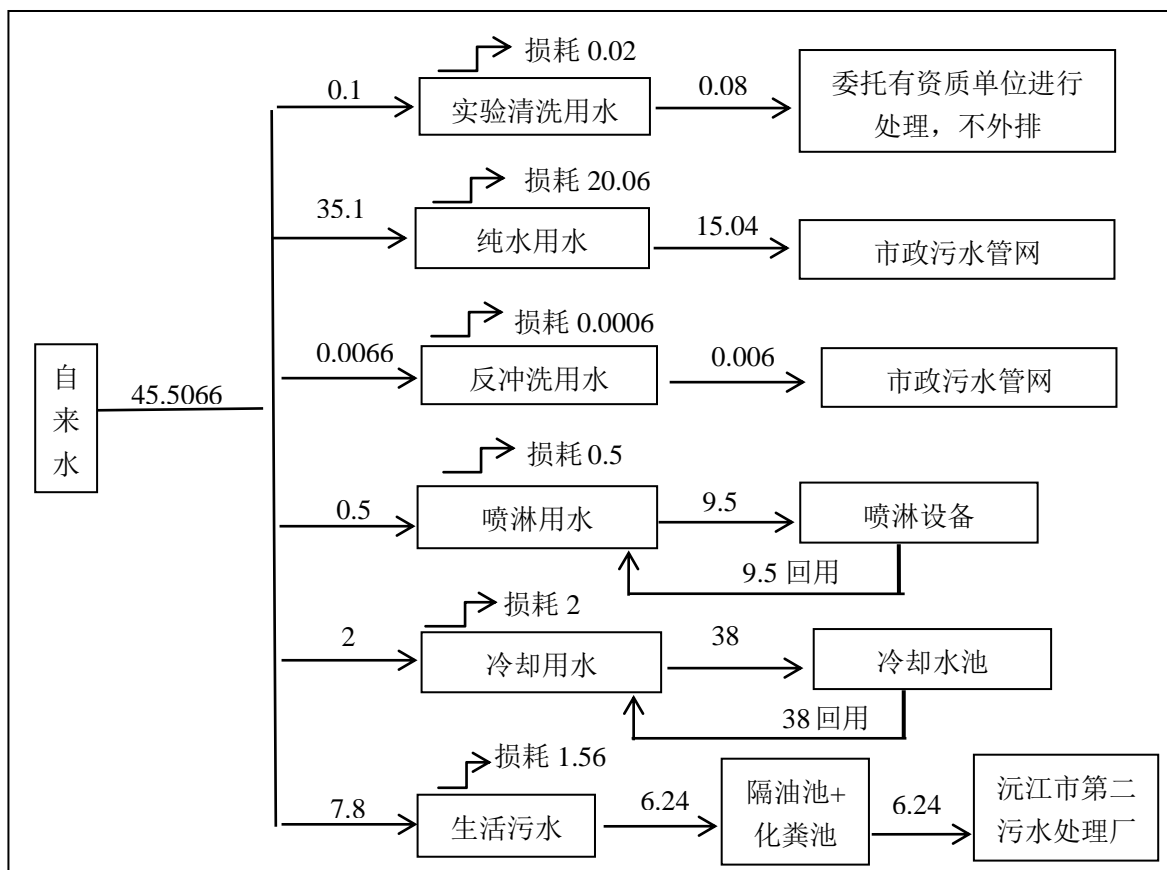 损耗 0.02
0.1
实验清洗用水
0.08
委托有资质单位进行
处理，不外排
损耗 20.06
35.1
纯水用水
15.04
市政污水管网
损耗 0.0006
0.0066
反冲洗用水
0.006
市政污水管网
自
来
水
45.5066
损耗 0.5
0.5
喷淋用水
9.5
喷淋设备
9.5 回用
损耗 2
2
冷却用水
38
冷却水池
38 回用
损耗 1.56
7.8
生活污水
6.24
隔油池+
化粪池
6.24
沅江市第二
污水处理厂